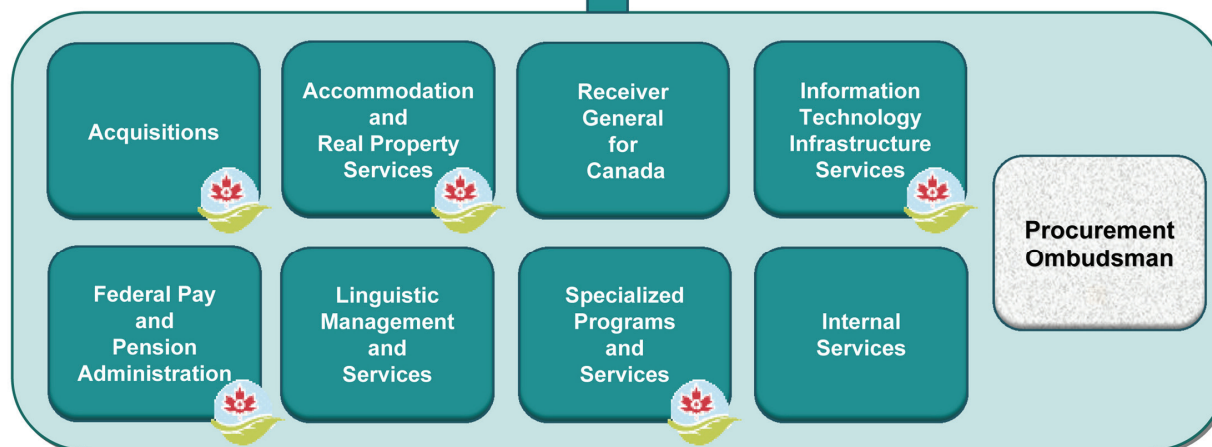 Acquisitions
Accommodation
and
Real Property
Services
Receiver
General
for
Canada
Information
Technology
Infrastructure
Services
Procurement
Ombudsman
Federal Pay
and
Pension
Administration
Linguistic
Management
and
Services
Specialized
Programs
and
Services
Internal
Services